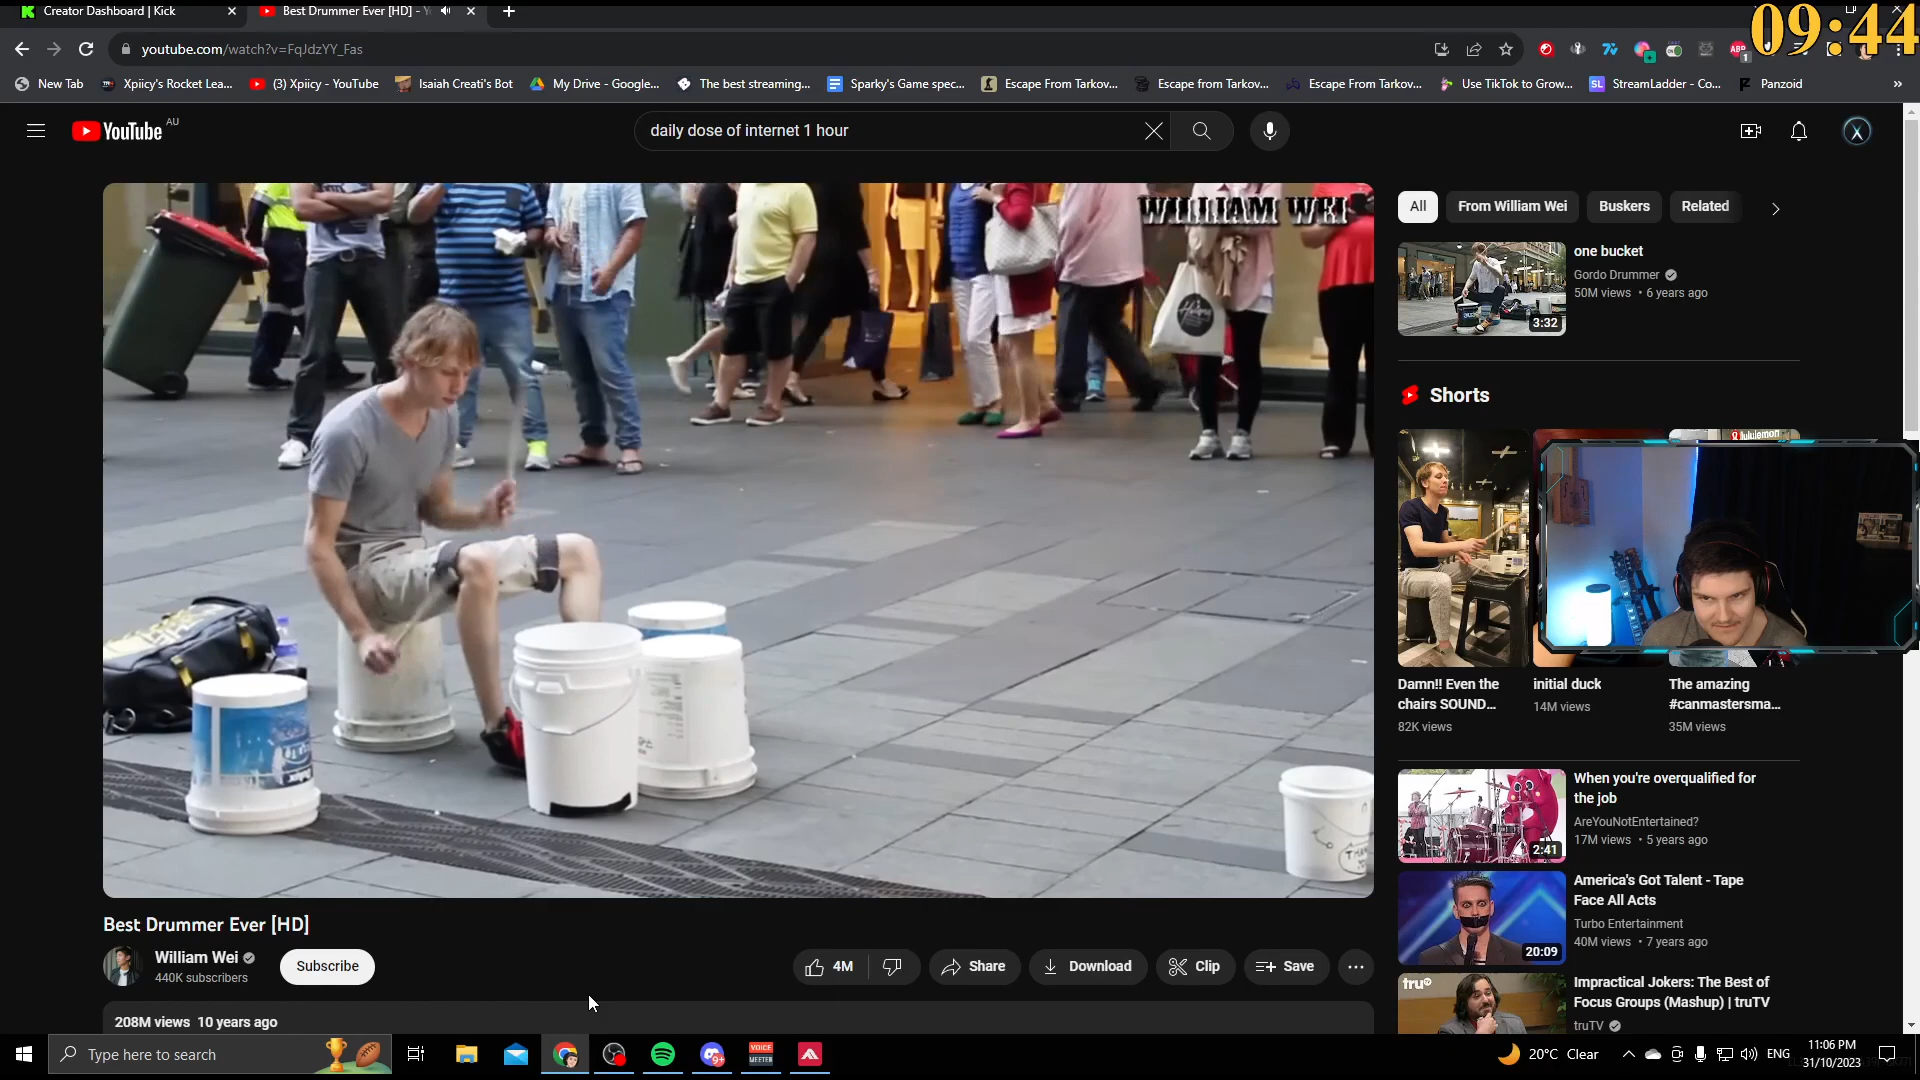 Creator Dashboard | Kick
Best Drummer Ever [HD] - Y
09:44
youtube.com/watch?v=FqJdzYY_Fas
New Tab
Xpiicy's Rocket Lea...
(3) Xpiicy - YouTube
Isaiah Creati's Bot
My Drive - Google...
The best streaming...
Sparky's Game spec...
Escape From Tarkov...
Escape from Tarkov...
Escape From Tarkov...
Use TikTok to Grow...
StreamLadder - Co...
Panzoid
YouTube AU
daily dose of internet 1 hour
WILLIAM WEI
All
From William Wei
Buskers
Related
one bucket
Gordo Drummer
50M views • 6 years ago
3:32
Shorts
lululemon
Damn!! Even the
chairs SOUND...
82K views
initial duck
14M views
The amazing
#canmastersma...
35M views
When you're overqualified for
the job
AreYouNotEntertained?
17M views • 5 years ago
2:41
America's Got Talent - Tape
Face All Acts
Turbo Entertainment
40M views • 7 years ago
20:09
Impractical Jokers: The Best of
Focus Groups (Mashup) | truTV
truTV
tru
Best Drummer Ever [HD]
William Wei
440K subscribers
Subscribe
4M
Share
Download
Clip
Save
208M views 10 years ago
Type here to search
9+
VOICE
MEETER
20°C Clear
ENG
11:06 PM
31/10/2023